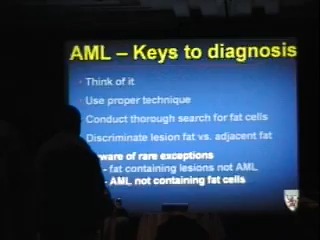 AML – Keys to diagnosis
Think of it
Use proper technique
Conduct thorough search for fat cells
Discriminate lesion fat vs. adjacent fat
ware of rare exceptions
- fat containing lesions not AML
- AML not containing fat cells